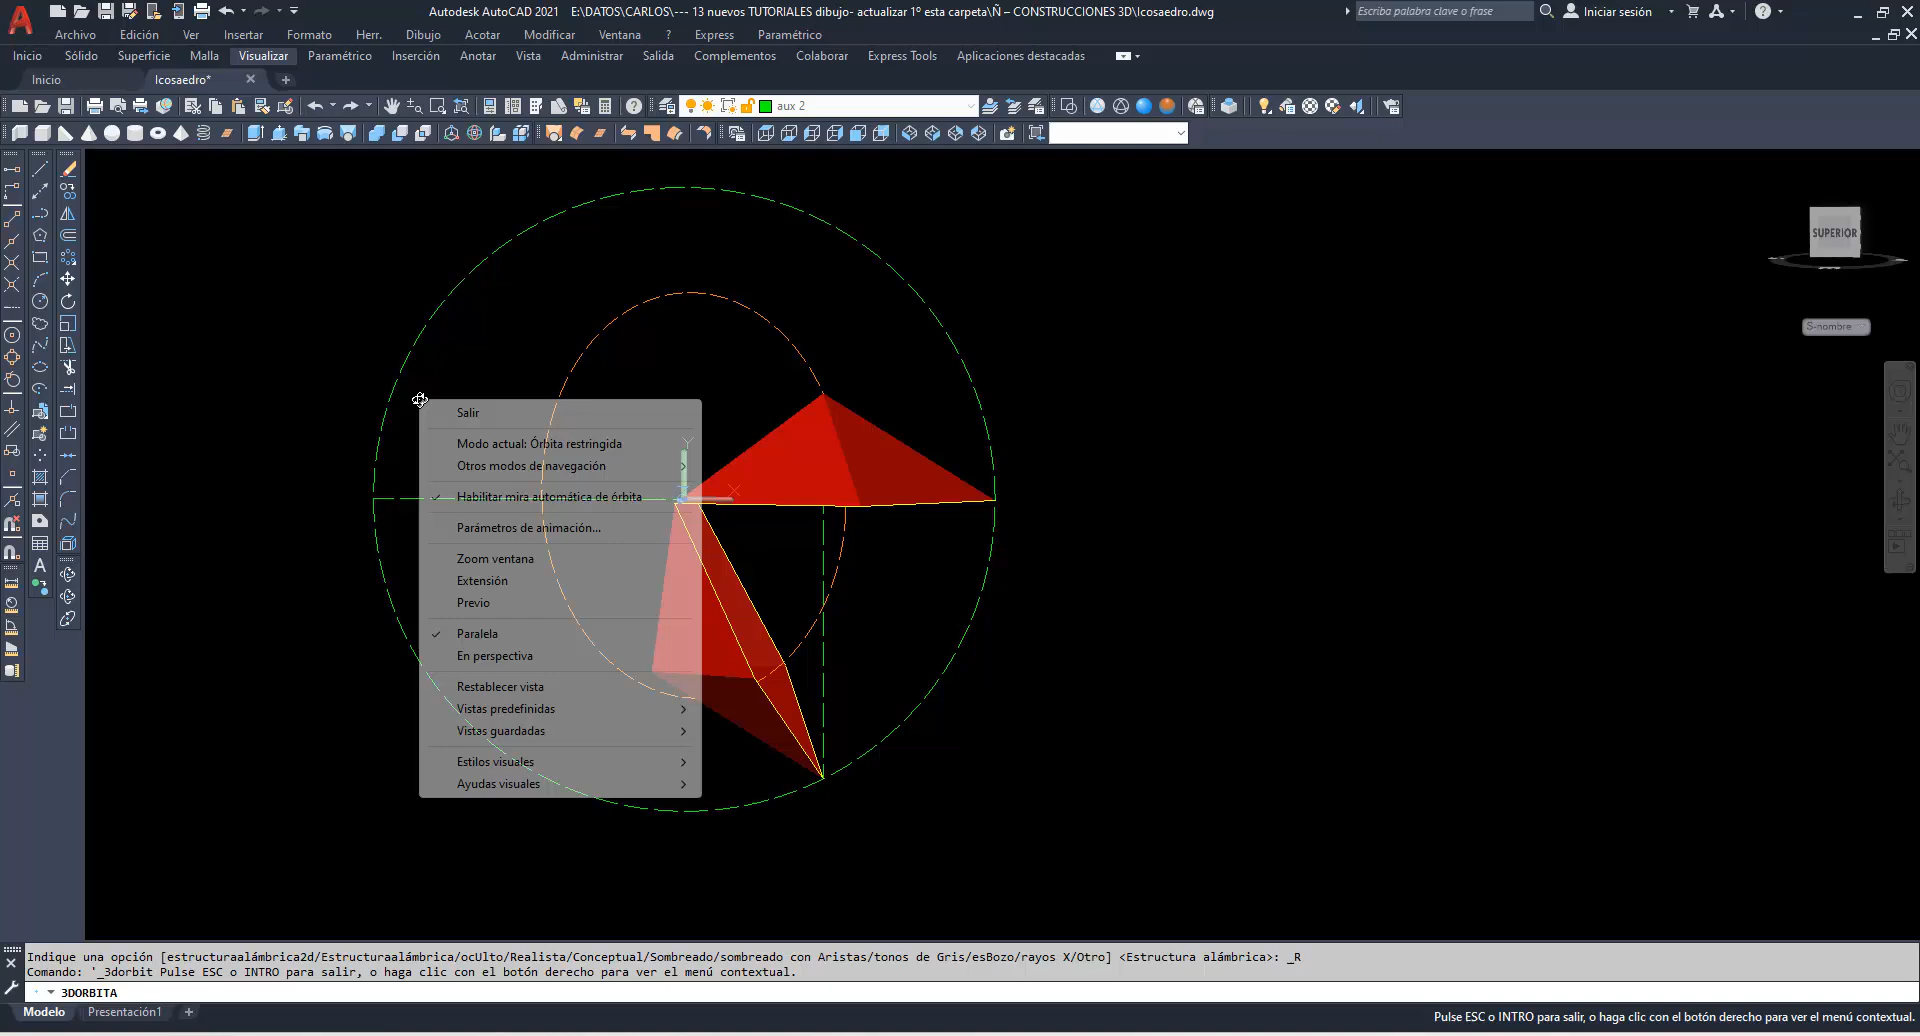 Autodesk AutoCAD 2021 E:\DATOS\CARLOS\--- 13 nuevos TUTORIALES dibujo- actualizar 1º esta carpeta\Ñ – CONSTRUCCIONES 3D\Icosaedro.dwg
Escriba palabra clave o frase
Iniciar sesión
Archivo Edición Ver Insertar Formato Herr. Dibujo Acotar Modificar Ventana ? Express Paramétrico
Inicio Sólido Superficie Malla Visualizar Paramétrico Inserción Anotar Vista Administrar Salida Complementos Colaborar Express Tools Aplicaciones destacadas
Inicio Icosaedro*
aux 2
SUPERIOR
S-nombre
Salir
Modo actual: Órbita restringida
Otros modos de navegación
Habilitar mira automática de órbita
Parámetros de animación...
Zoom ventana
Extensión
Previo
Paralela
En perspectiva
Restablecer vista
Vistas predefinidas
Vistas guardadas
Estilos visuales
Ayudas visuales
Y
X
Indique una opción [estructuraalámbrica2d/Estructuraalámbrica/ocUlto/Realista/Conceptual/Sombreado/sombreado con Aristas/tonos de Gris/esBozo/rayos X/Otro] <Estructura alámbrica>: _R
Comando: '_3dorbit Pulse ESC o INTRO para salir, o haga clic con el botón derecho para ver el menú contextual.
3DORBITA
Modelo Presentación1 +
Pulse ESC o INTRO para salir, o haga clic con el botón derecho para ver el menú contextual.